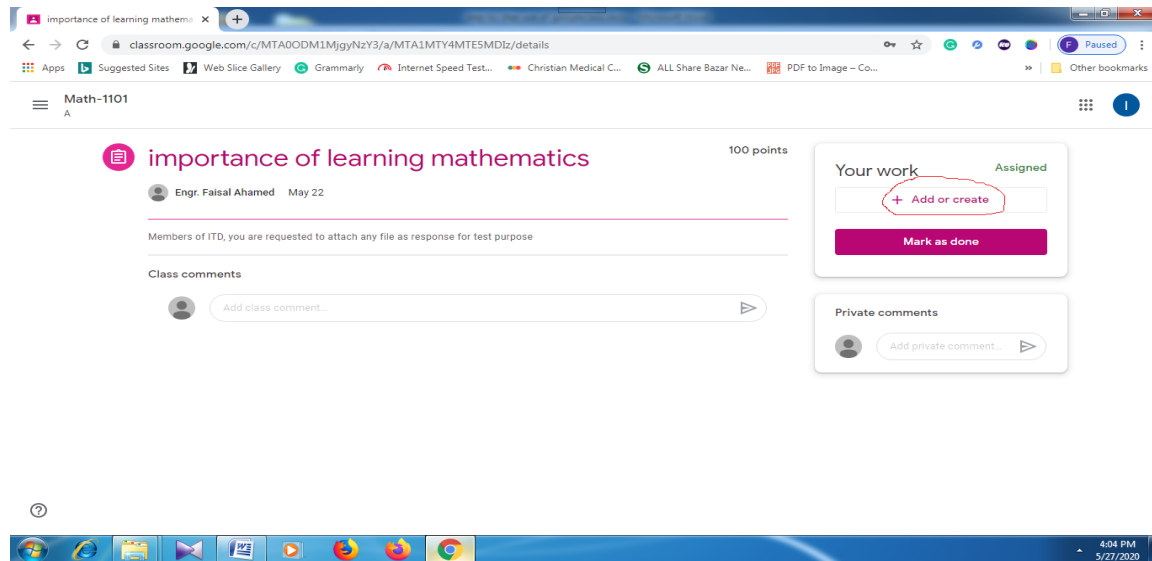 importance of learning mathema
classroom.google.com/c/MTA0ODM1MjgyNzY3/a/MTA1MTY4MTE5MDIz/details
Paused
Apps Suggested Sites Web Slice Gallery Grammarly Internet Speed Test... Christian Medical C... ALL Share Bazar Ne... PDF to Image – Co... » Other bookmarks
Math-1101
A
I
importance of learning mathematics
100 points
Engr. Faisal Ahamed May 22
Members of ITD, you are requested to attach any file as response for test purpose
Class comments
Add class comment...
Your work
Assigned
+ Add or create
Mark as done
Private comments
Add private comment...
4:04 PM
5/27/2020